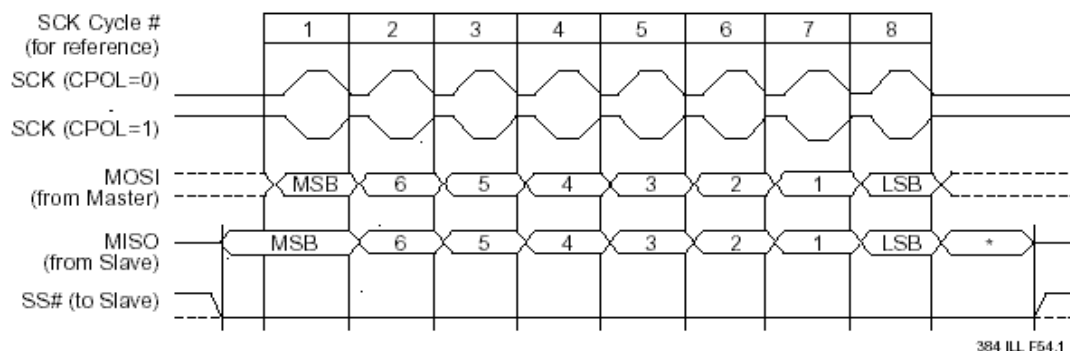 SCK Cycle # 1 2 3 4 5 6 7 8
(for reference)
SCK (CPOL=0)
SCK (CPOL=1)
MOSI MSB 6 5 4 3 2 1 LSB
(from Master)
MISO MSB 6 5 4 3 2 1 LSB *
(from Slave)
SS# (to Slave)
384 ILL F54.1